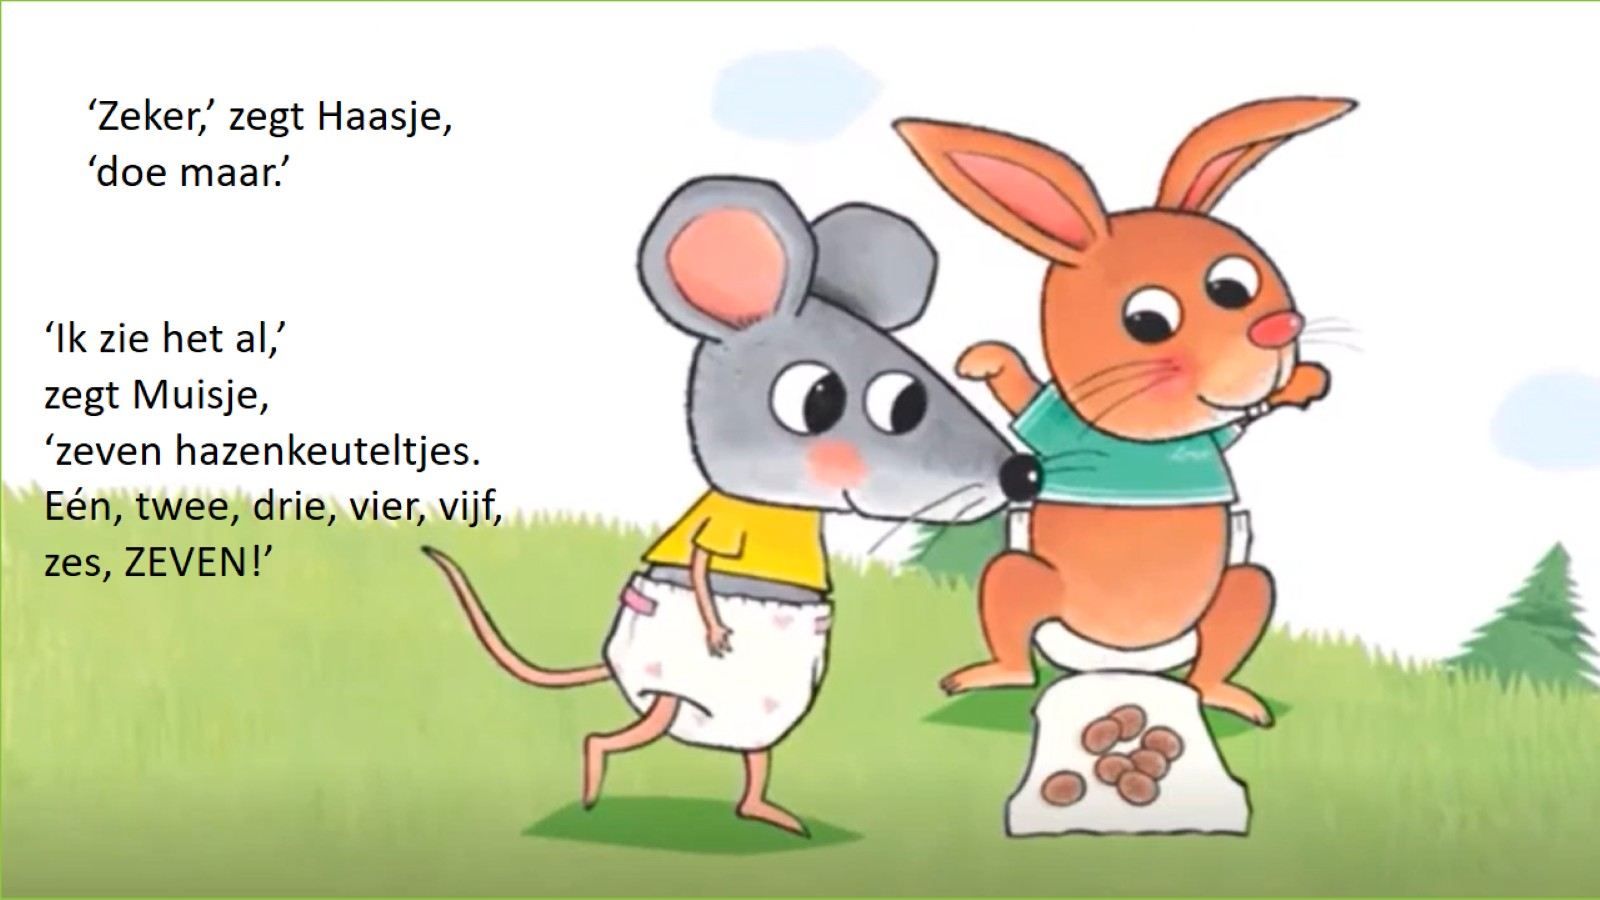 ‘Zeker,’ zegt Haasje,
‘doe maar.’
‘Ik zie het al,’
zegt Muisje,
‘zeven hazenkeuteltjes.
Eén, twee, drie, vier, vijf,
zes, ZEVEN!’